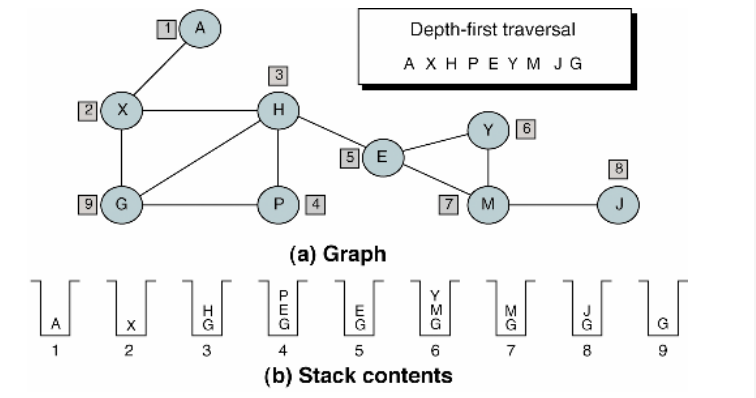 Depth-first traversal
A X H P E Y M J G
1 A
3
2 X H
Y 6
5 E
8
9 G P 4 7 M J
(a) Graph
P Y
H E E M M J
A X G G G G G G G
1 2 3 4 5 6 7 8 9
(b) Stack contents